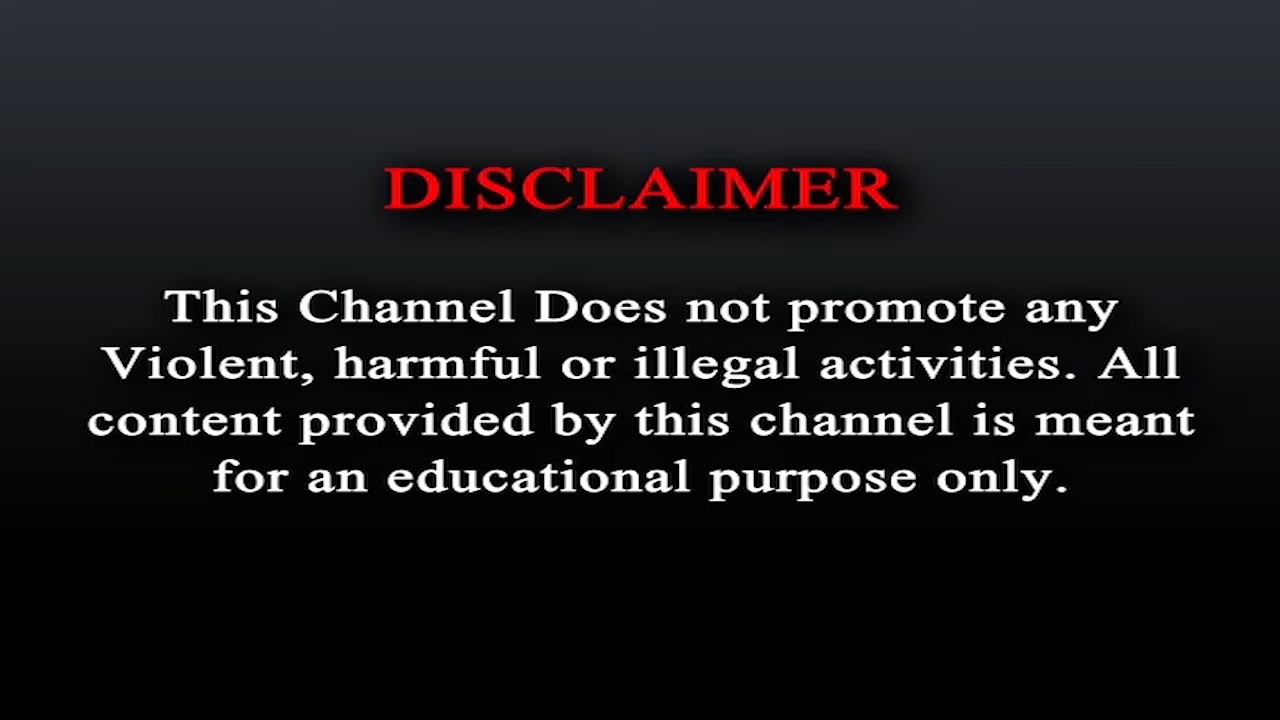 DISCLAIMER
This Channel Does not promote any
Violent, harmful or illegal activities. All
content provided by this channel is meant
for an educational purpose only.